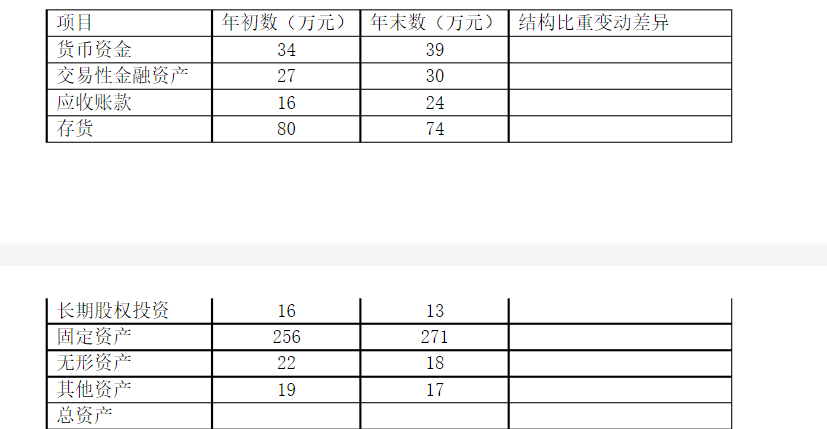 项目 年初数（万元） 年末数（万元） 结构比重变动差异
货币资金 34 39
交易性金融资产 27 30
应收账款 16 24
存货 80 74
长期股权投资 16 13
固定资产 256 271
无形资产 22 18
其他资产 19 17
总资产